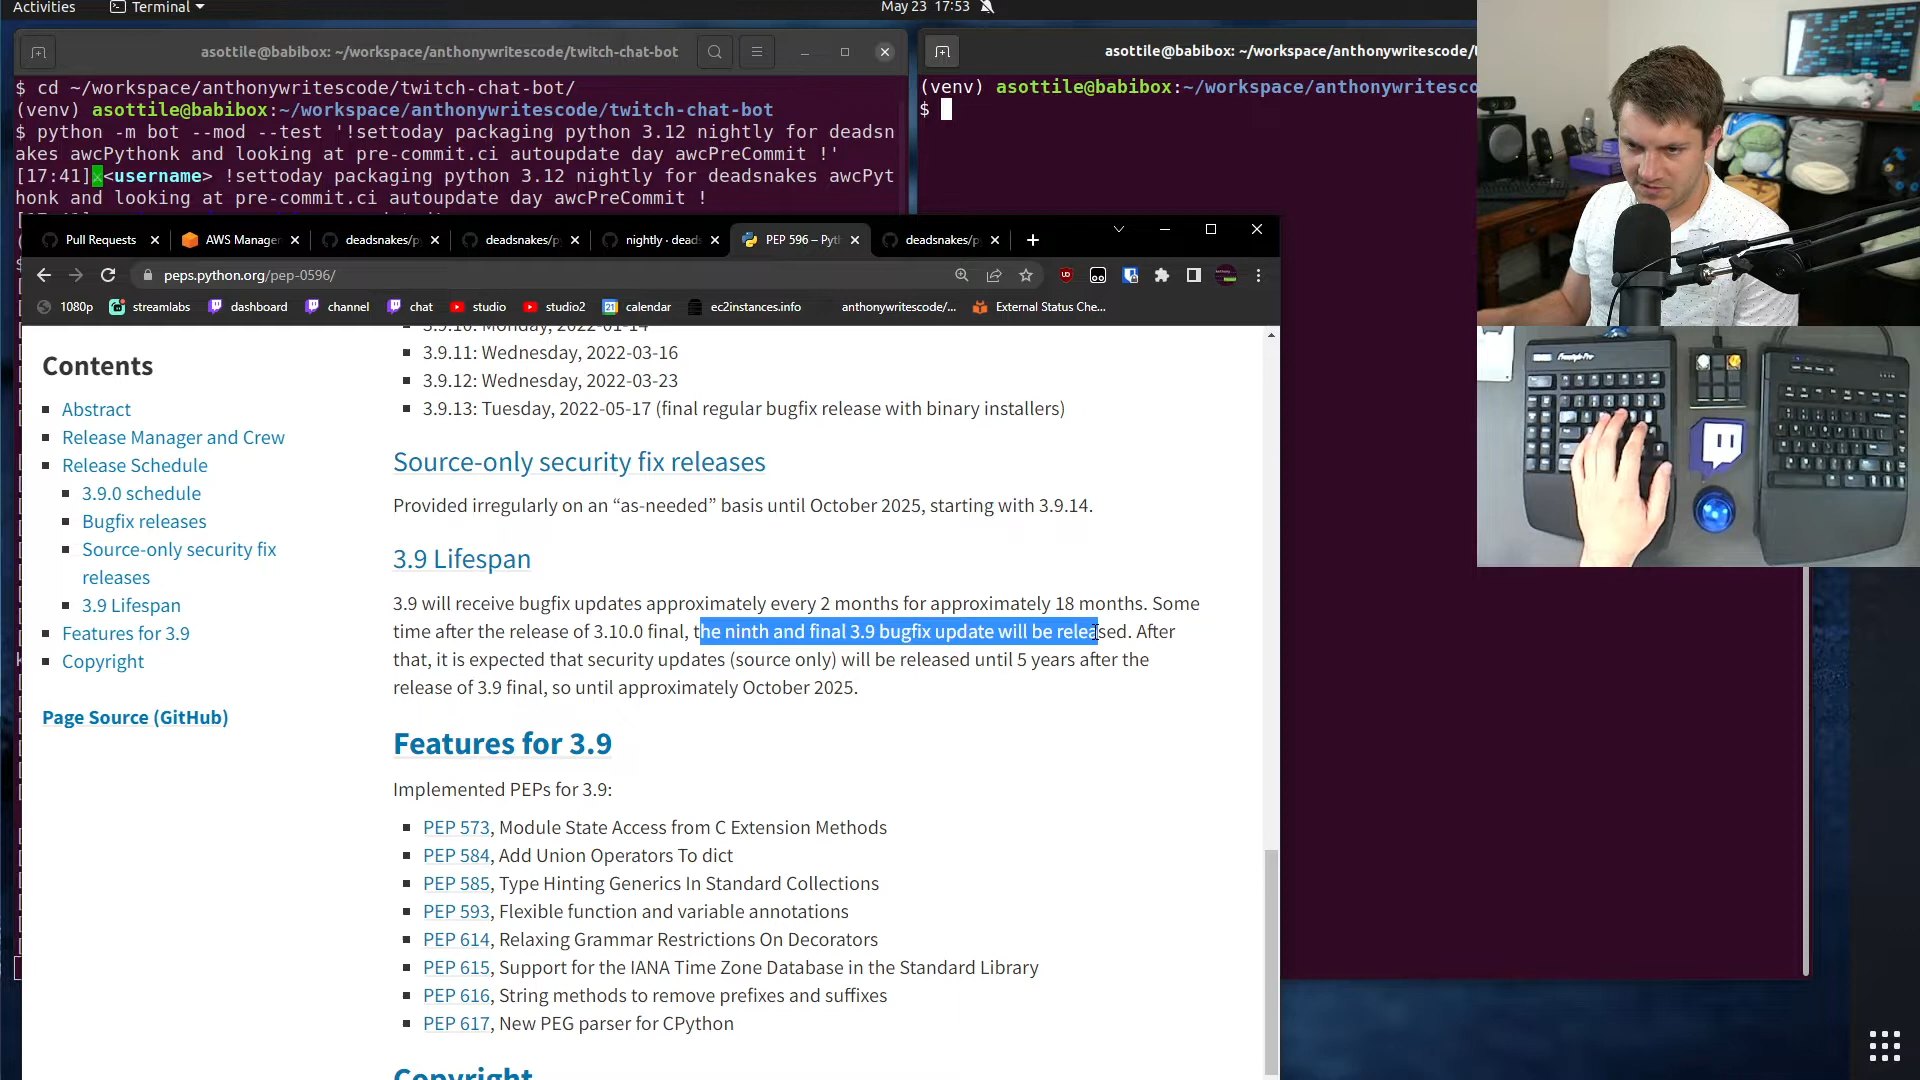 Activities
Terminal
May 23 17:53
asottile@babibox: ~/workspace/anthonywritescode/twitch-chat-bot
$ cd ~/workspace/anthonywritescode/twitch-chat-bot/
(venv) asottile@babibox:~/workspace/anthonywritescode/twitch-chat-bot
$ python -m bot --mod --test '!settoday packaging python 3.12 nightly for deadsn
akes awcPythonk and looking at pre-commit.ci autoupdate day awcPreCommit !'
[17:41]x<username> !settoday packaging python 3.12 nightly for deadsnakes awcPyt
honk and looking at pre-commit.ci autoupdate day awcPreCommit !
asottile@babibox: ~/workspace/anthonywritescode/t
(venv) asottile@babibox:~/workspace/anthonywritesco
$
Pull Requests
AWS Manage
deadsnakes/p
deadsnakes/p
nightly · dead
PEP 596 – Pyt
deadsnakes/p
peps.python.org/pep-0596/
1080p
streamlabs
dashboard
channel
chat
studio
studio2
calendar
ec2instances.info
anthonywritescode/...
External Status Che...
Contents
Abstract
Release Manager and Crew
Release Schedule
3.9.0 schedule
Bugfix releases
Source-only security fix
releases
3.9 Lifespan
Features for 3.9
Copyright
Page Source (GitHub)
3.9.10: Monday, 2022-01-14
3.9.11: Wednesday, 2022-03-16
3.9.12: Wednesday, 2022-03-23
3.9.13: Tuesday, 2022-05-17 (final regular bugfix release with binary installers)
Source-only security fix releases
Provided irregularly on an “as-needed” basis until October 2025, starting with 3.9.14.
3.9 Lifespan
3.9 will receive bugfix updates approximately every 2 months for approximately 18 months. Some
time after the release of 3.10.0 final, the ninth and final 3.9 bugfix update will be released. After
that, it is expected that security updates (source only) will be released until 5 years after the
release of 3.9 final, so until approximately October 2025.
Features for 3.9
Implemented PEPs for 3.9:
PEP 573, Module State Access from C Extension Methods
PEP 584, Add Union Operators To dict
PEP 585, Type Hinting Generics In Standard Collections
PEP 593, Flexible function and variable annotations
PEP 614, Relaxing Grammar Restrictions On Decorators
PEP 615, Support for the IANA Time Zone Database in the Standard Library
PEP 616, String methods to remove prefixes and suffixes
PEP 617, New PEG parser for CPython
Copyright